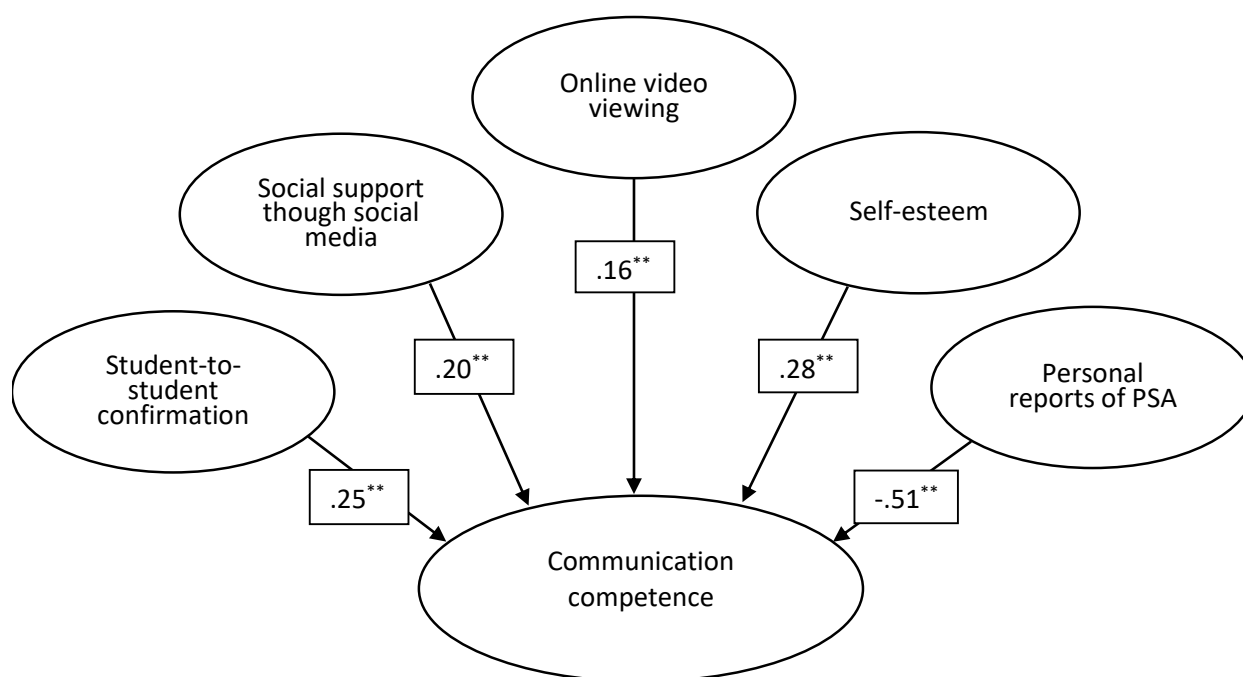 Online video
viewing
Social support
though social
media
Self-esteem
.16**
Student-to-
student
confirmation
.20**
.28**
Personal
reports of PSA
.25**
-.51**
Communication
competence